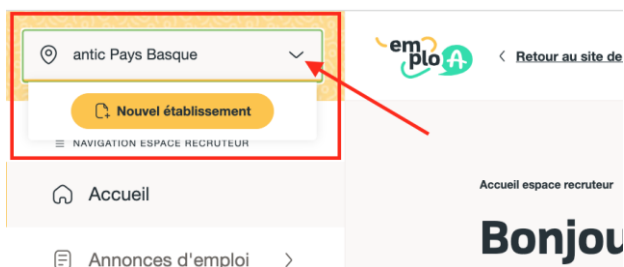 antic Pays Basque
Nouvel établissement
NAVIGATION ESPACE RECRUTEUR
Accueil
Annonces d'emploi
emploA
Retour au site de
Accueil espace recruteur
Bonjou